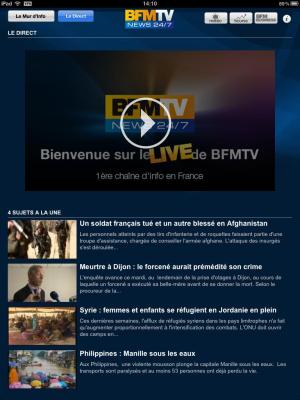 iPad VPN 14:10 89%
Le Mur d'Info Le Direct BFMTV NEWS 24/7 METEO BOURSE BFM BUSINESS i
LE DIRECT
BFMTV
NEWS 24/7
Bienvenue sur le LIVE de BFMTV
1ère chaîne d'info en France
4 SUJETS A LA UNE
Un soldat français tué et un autre blessé en Afghanistan
Les personnels atteints par des tirs d'infanterie et de roquettes faisaient partie d'une
troupe d'assistance, chargée de conseiller l'armée afghane. L'attaque des insurgés
s'est déroulée...
Meurtre à Dijon : le forcené aurait prémédité son crime
L'enquête avance ce mardi, au lendemain de la prise d'otages à Dijon, au cours de
laquelle un forcené a exécuté sa belle-mère avant de se donner la mort. Selon le
procureur de la...
Syrie : femmes et enfants se réfugient en Jordanie en plein
Ces dernières semaines, l'afflux de réfugiés syriens dans les pays limitrophes n'a fait
qu'augmenter proportionnellement à l'intensification des combats. L'ONU doit ouvrir
des camps en...
Philippines : Manille sous les eaux
Aux Philippines, une violente mousson plonge la capitale Manille sous les eaux. Les
transports sont paralysés et au moins 53 personnes ont déjà perdu la vie.